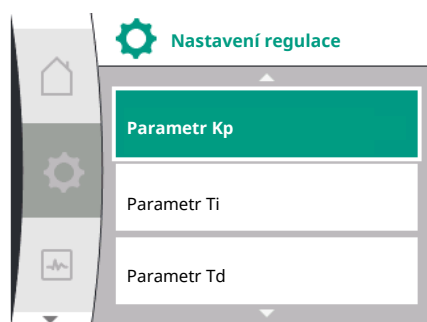 Nastavení regulace
Parametr Kp
Parametr Ti
Parametr Td